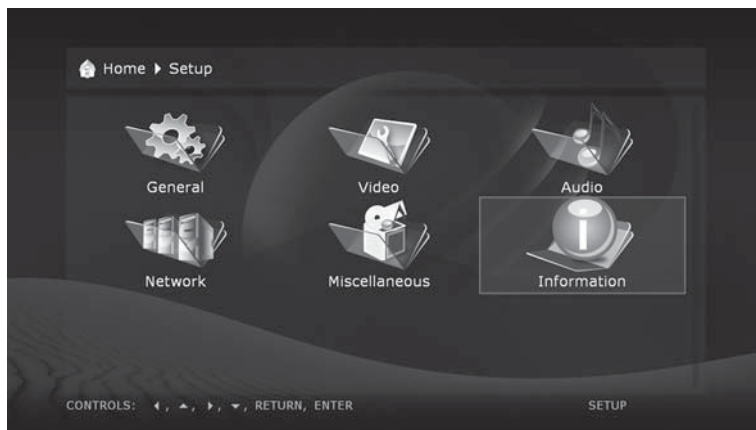 Home ▶ Setup
General
Video
Audio
Network
Miscellaneous
Information
CONTROLS: ◀, ▲, ▶, ▼, RETURN, ENTER
SETUP